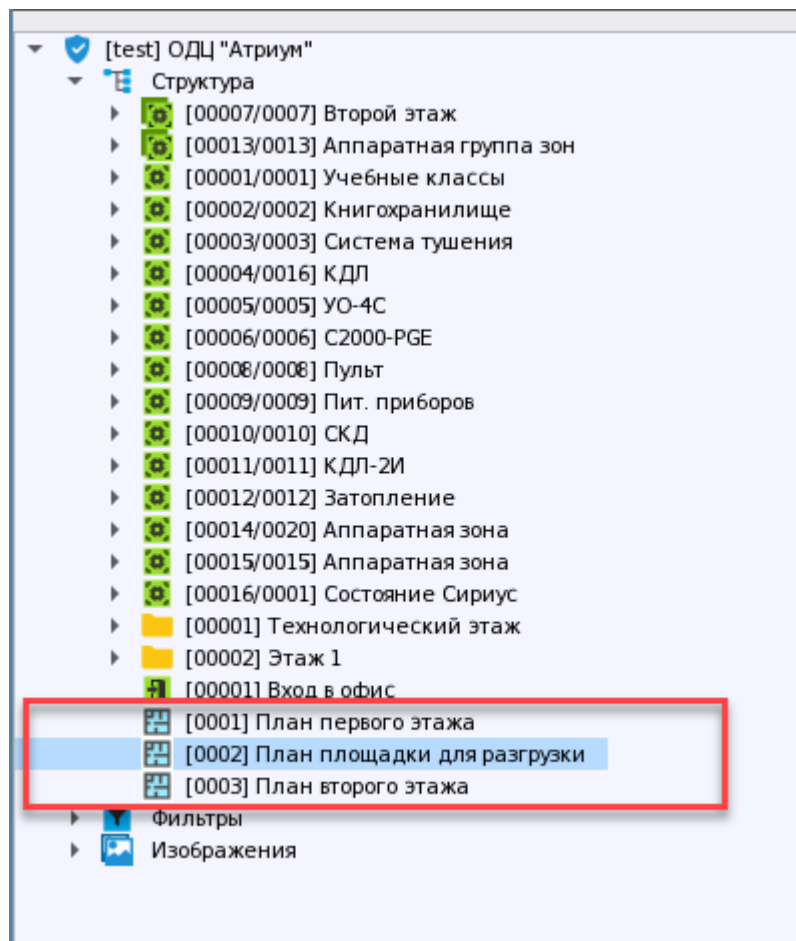 [test] ОДЦ "Атриум"
Структура
[00007/0007] Второй этаж
[00013/0013] Аппаратная группа зон
[00001/0001] Учебные классы
[00002/0002] Книгохранилище
[00003/0003] Система тушения
[00004/0016] КДЛ
[00005/0005] УО-4С
[00006/0006] С2000-PGE
[00008/0008] Пульт
[00009/0009] Пит. приборов
[00010/0010] СКД
[00011/0011] КДЛ-2И
[00012/0012] Затопление
[00014/0020] Аппаратная зона
[00015/0015] Аппаратная зона
[00016/0001] Состояние Сириус
[00001] Технологический этаж
[00002] Этаж 1
[00001] Вход в офис
[0001] План первого этажа
[0002] План площадки для разгрузки
[0003] План второго этажа
Фильтры
Изображения